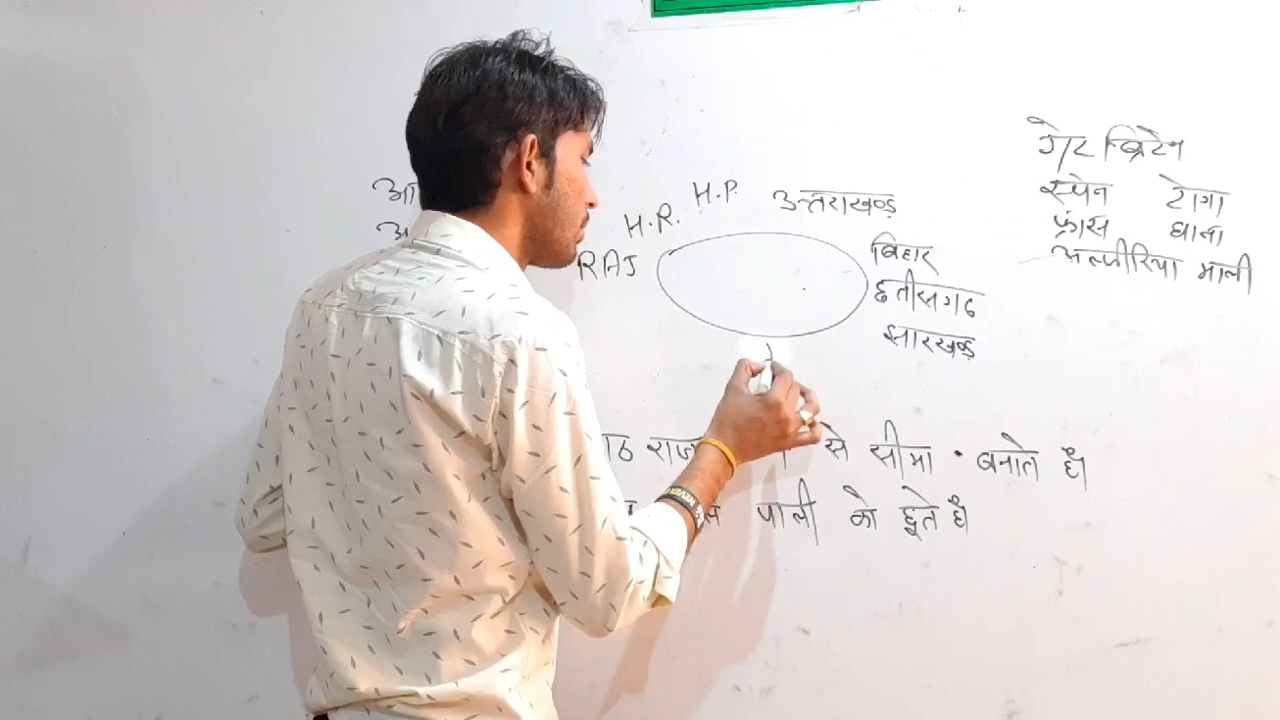 ग्रेट ब्रिटेन
स्पेन टोगा
फ्रांस घाना
अल्जीरिया माली
आ
H.R. H.P. उत्तराखण्ड
RAJ
बिहार
छत्तीसगढ
झारखण्ड
से सीमा • बनाते है
पाली को छूते है